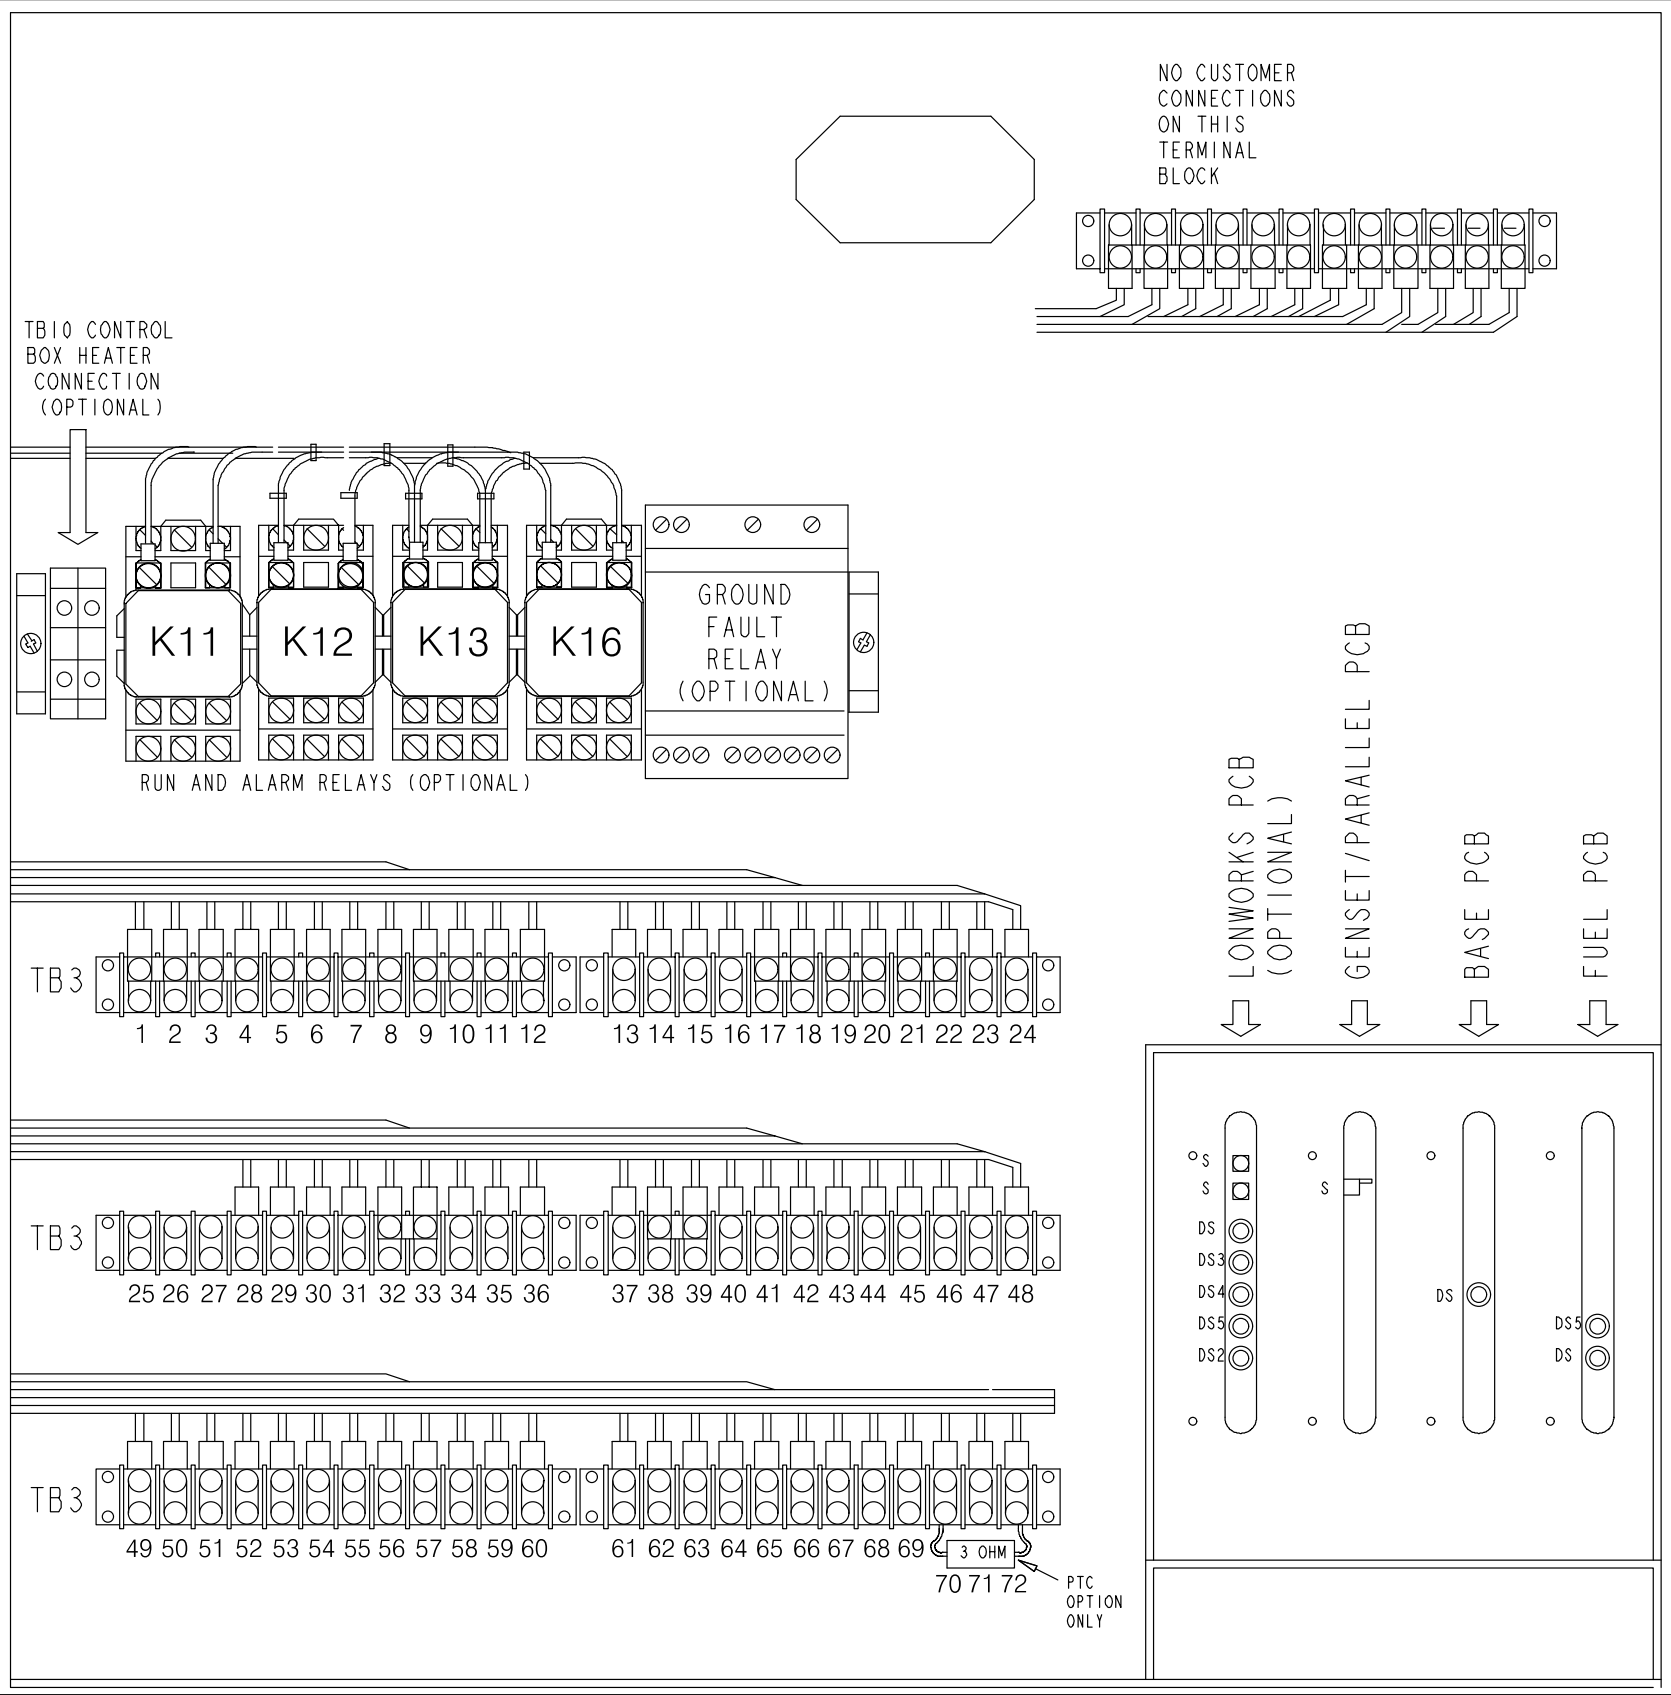 NO CUSTOMER
CONNECTIONS
ON THIS
TERMINAL
BLOCK
TB10 CONTROL
BOX HEATER
CONNECTION
(OPTIONAL)
K11 K12 K13 K16
GROUND
FAULT
RELAY
(OPTIONAL)
RUN AND ALARM RELAYS (OPTIONAL)
LONWORKS PCB
(OPTIONAL)
GENSET/PARALLEL PCB
BASE PCB
FUEL PCB
TB3
1 2 3 4 5 6 7 8 9 10 11 12 13 14 15 16 17 18 19 20 21 22 23 24
TB3
25 26 27 28 29 30 31 32 33 34 35 36 37 38 39 40 41 42 43 44 45 46 47 48
TB3
49 50 51 52 53 54 55 56 57 58 59 60 61 62 63 64 65 66 67 68 69
3 OHM
70 71 72
PTC
OPTION
ONLY
S
S
DS
DS3
DS4
DS5
DS2
S
DS
DS5
DS